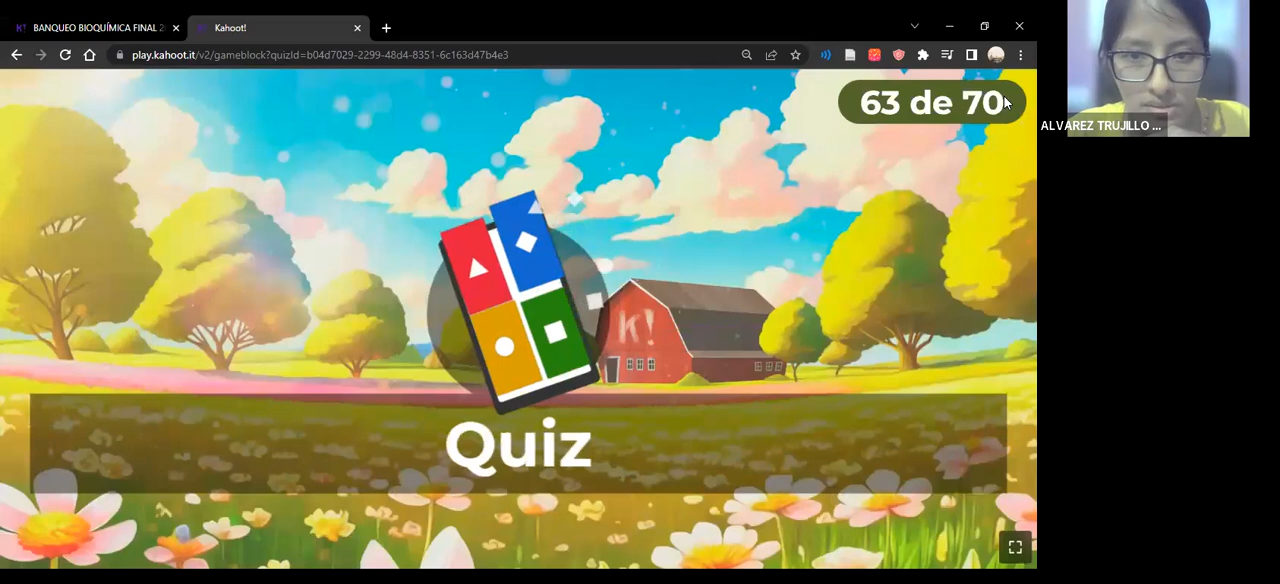 BANQUEO BIOQUÍMICA FINAL 2
Kahoot!
play.kahoot.it/v2/gameblock?quizId=b04d7029-2299-48d4-8351-6c163d47b4e3
63 de 70
ALVAREZ TRUJILLO ...
K!
Quiz